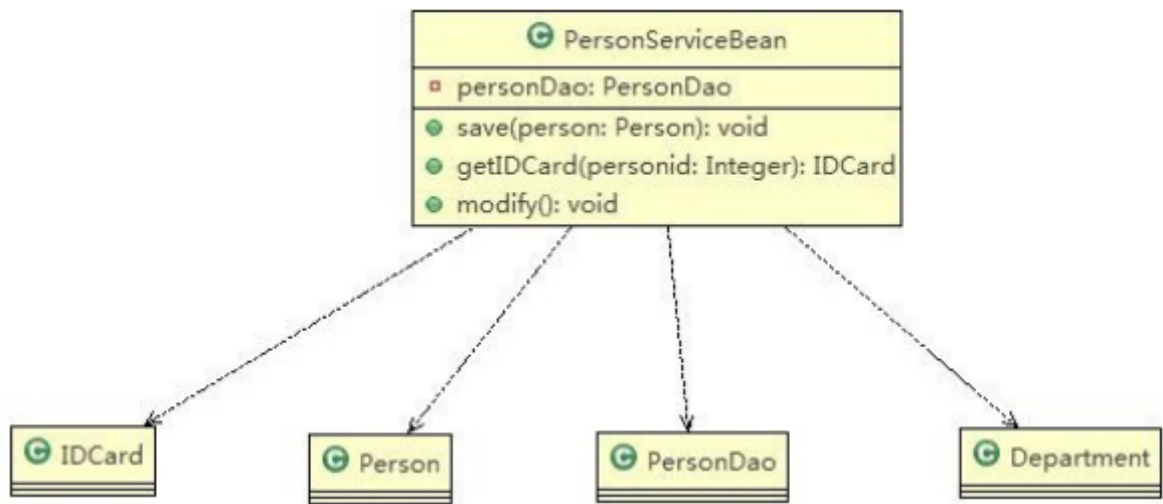 C PersonServiceBean
personDao: PersonDao
save(person: Person): void
getIDCard(personid: Integer): IDCard
modify(): void
C IDCard
C Person
C PersonDao
C Department